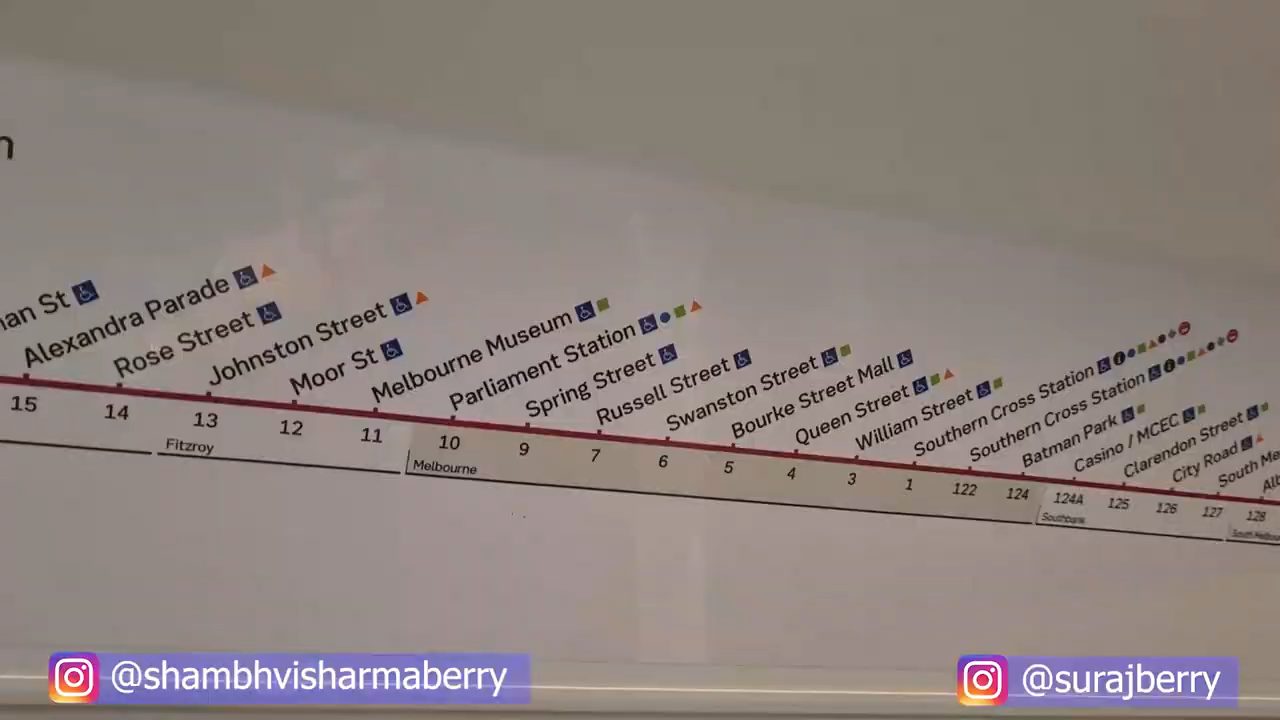 Alexandra Parade
Rose Street
Johnston Street
Moor St
Melbourne Museum
Parliament Station
Spring Street
Russell Street
Swanston Street
Bourke Street Mall
Queen Street
William Street
Southern Cross Station
Southern Cross Station
Batman Park
Casino / MCEC
Clarendon Street
City Road
15 14 13 12 11 10 9 7 6 5 4 3 1 122 124 124A 125 126 127 128
Fitzroy
Melbourne
Southbank
@shambhvisharmaberry
@surajberry